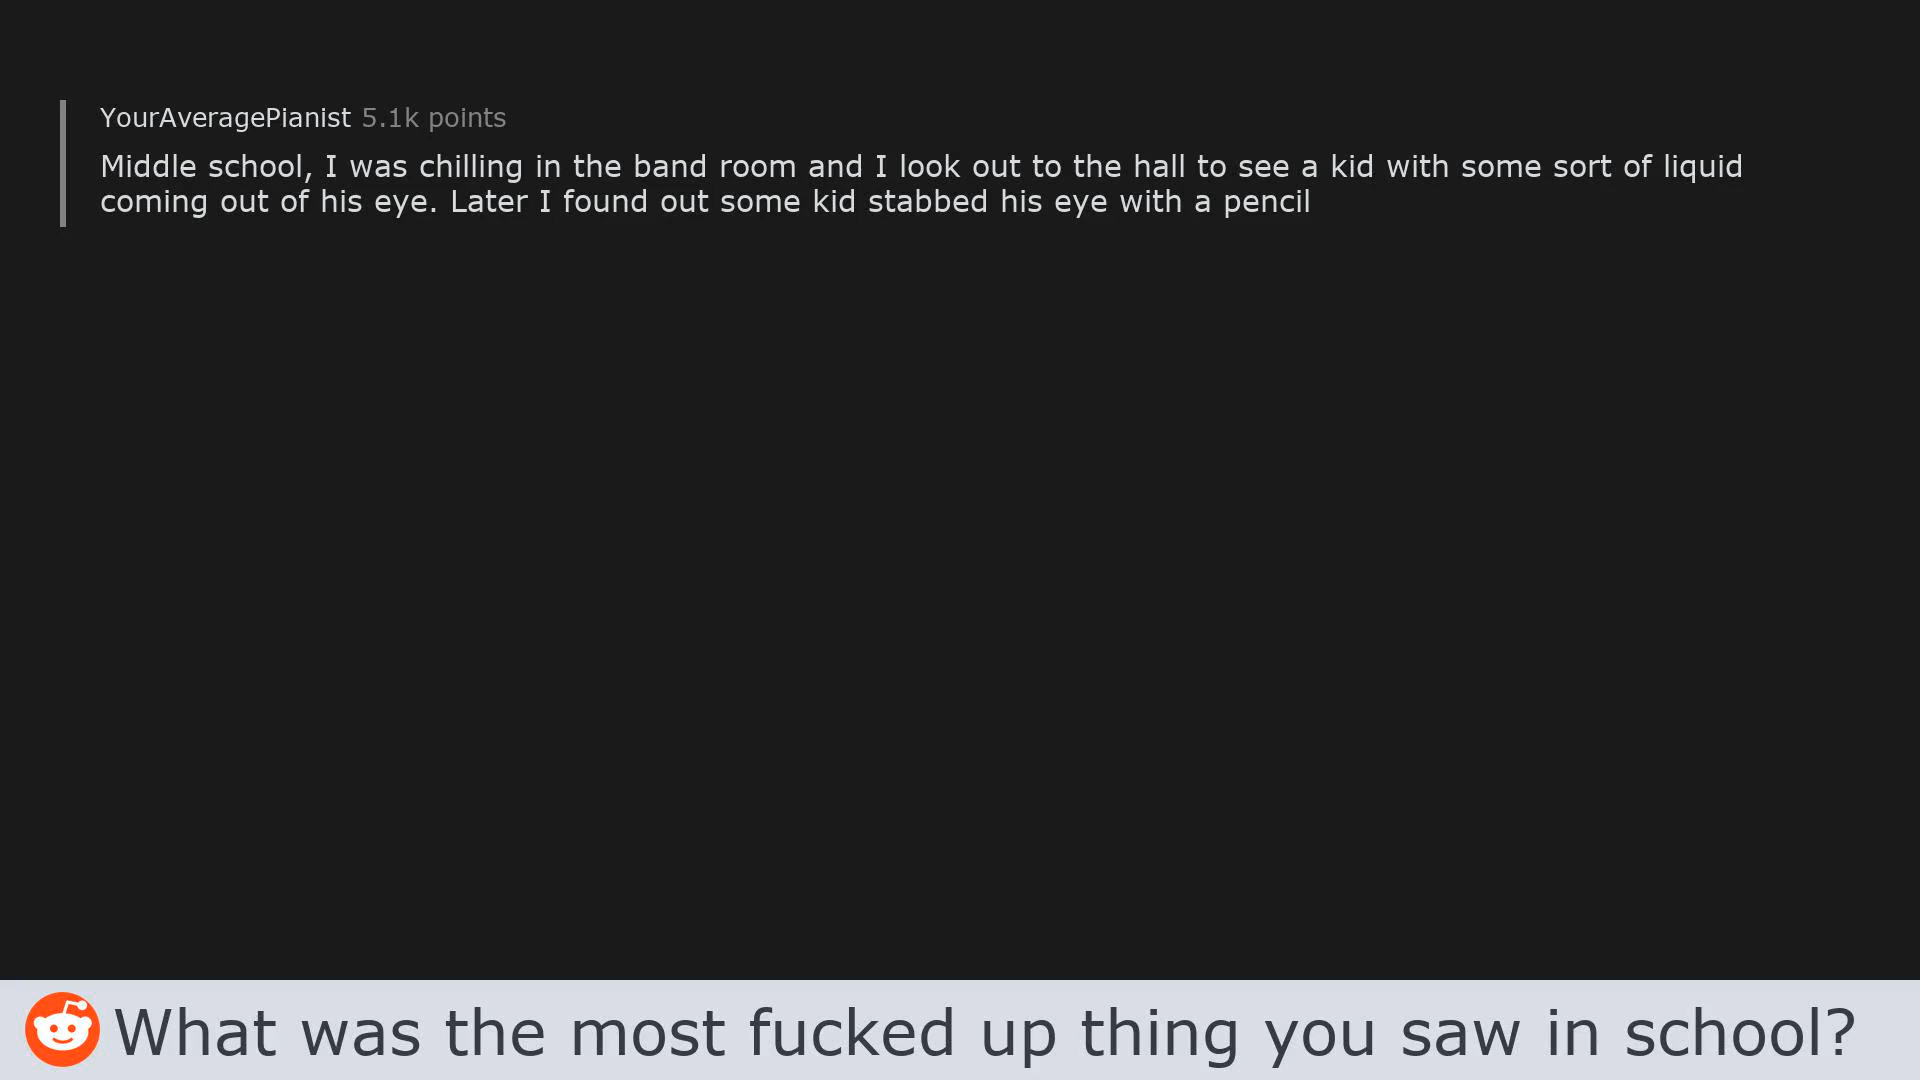 YourAveragePianist 5.1k points
Middle school, I was chilling in the band room and I look out to the hall to see a kid with some sort of liquid
coming out of his eye. Later I found out some kid stabbed his eye with a pencil
What was the most fucked up thing you saw in school?